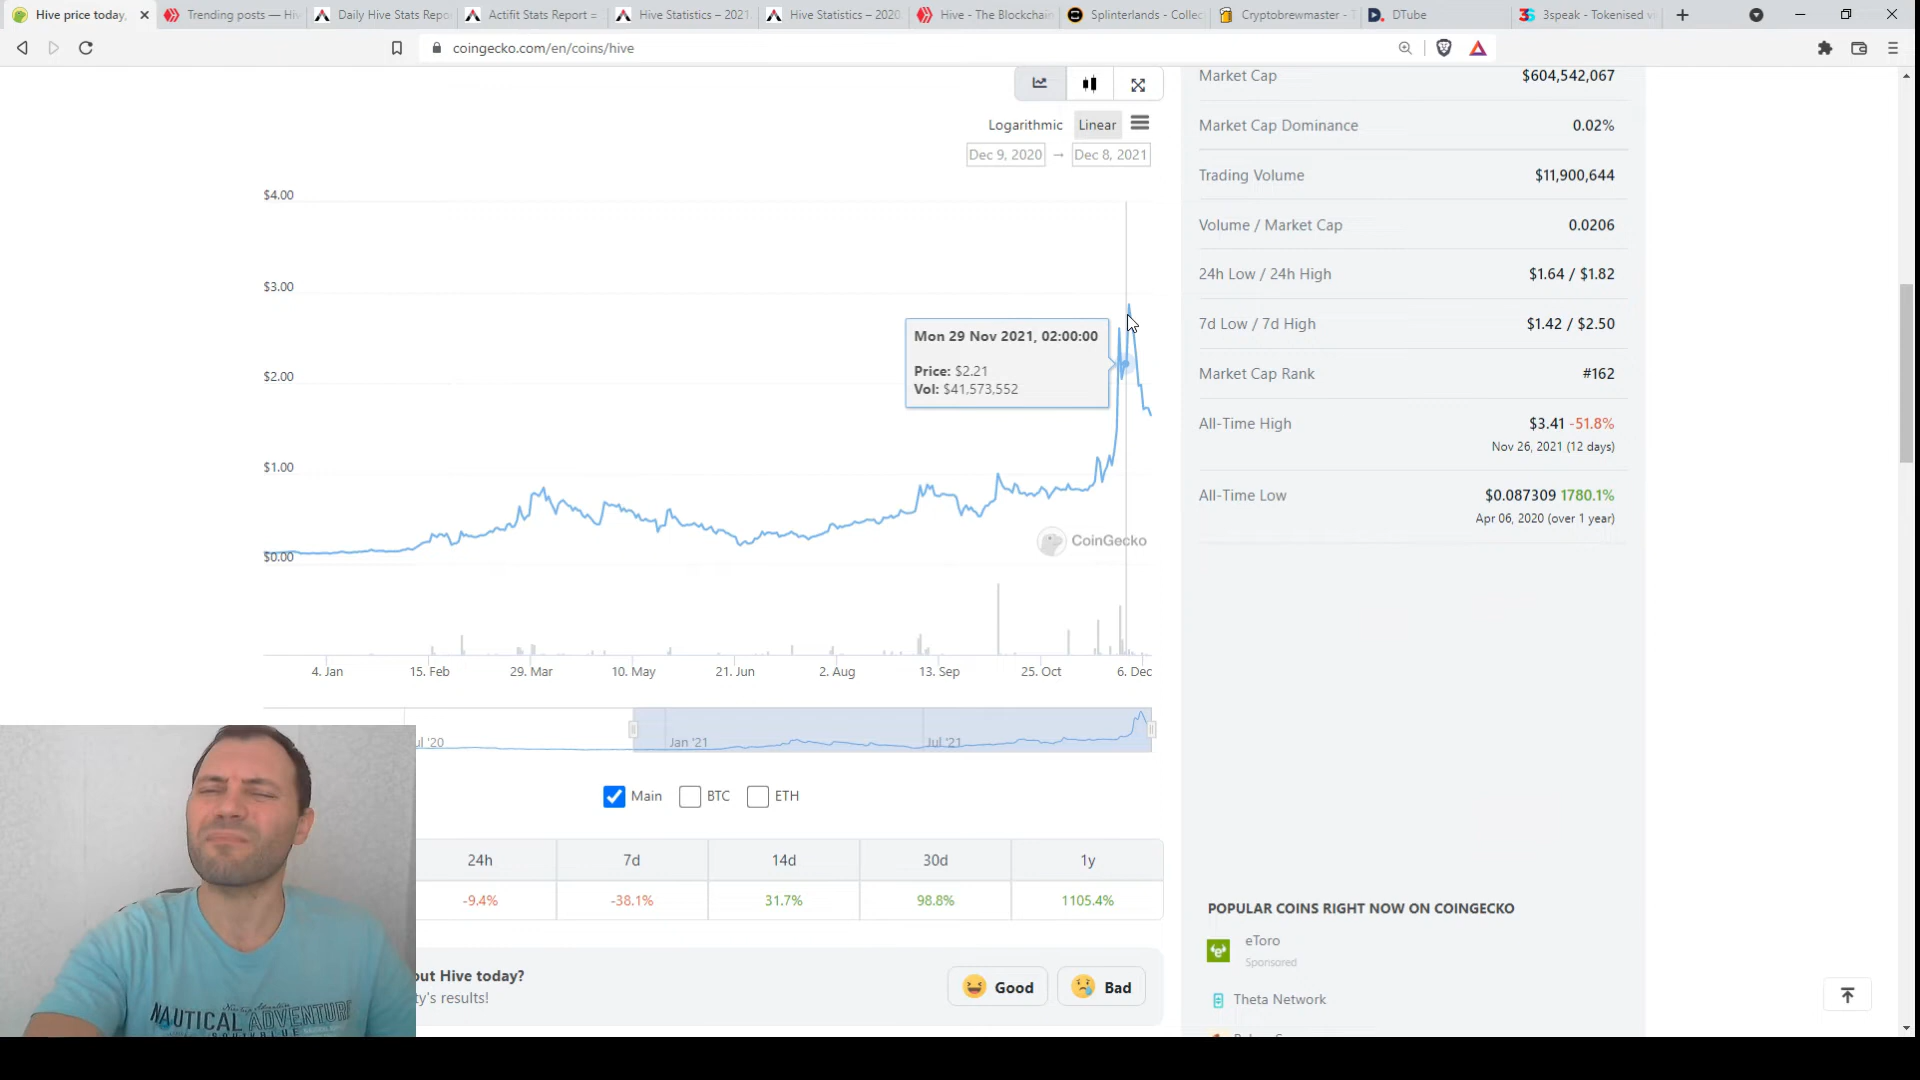 Hive price today,
Trending posts — Hiv
Daily Hive Stats Repo
Actifit Stats Report =
Hive Statistics – 2021
Hive Statistics – 2020
Hive - The Blockchain
Splinterlands - Collec
Cryptobrewmaster -
DTube
3speak - Tokenised vi
coingecko.com/en/coins/hive
Logarithmic Linear
Dec 9, 2020 → Dec 8, 2021
$4.00
$3.00
$2.00
$1.00
$0.00
Mon 29 Nov 2021, 02:00:00
Price: $2.21
Vol: $41,573,552
CoinGecko
4. Jan 15. Feb 29. Mar 10. May 21. Jun 2. Aug 13. Sep 25. Oct 6. Dec
ul '20 Jan '21 Jul '21
Main BTC ETH
24h 7d 14d 30d 1y
-9.4% -38.1% 31.7% 98.8% 1105.4%
out Hive today?
ty's results!
Good Bad
Market Cap $604,542,067
Market Cap Dominance 0.02%
Trading Volume $11,900,644
Volume / Market Cap 0.0206
24h Low / 24h High $1.64 / $1.82
7d Low / 7d High $1.42 / $2.50
Market Cap Rank #162
All-Time High $3.41 -51.8%
Nov 26, 2021 (12 days)
All-Time Low $0.087309 1780.1%
Apr 06, 2020 (over 1 year)
POPULAR COINS RIGHT NOW ON COINGECKO
eToro
Sponsored
Theta Network
NAUTICAL ADVENTURE